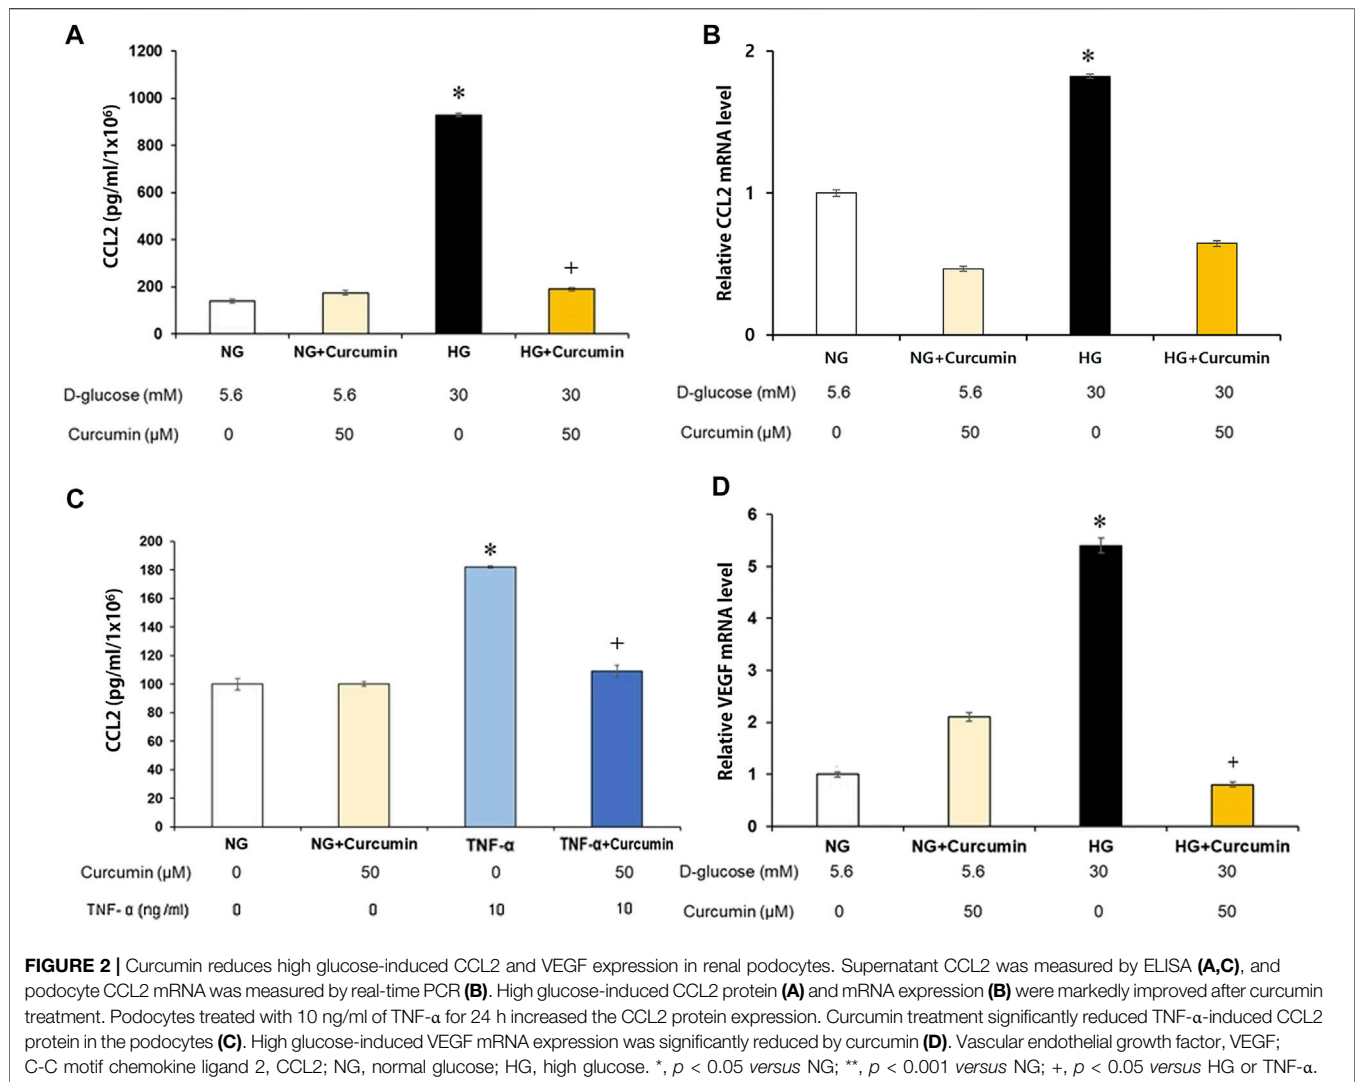 A
CCL2 (pg/ml/1x10⁶)
1200
1000
800
600
400
200
0
*
+
NG NG+Curcumin HG HG+Curcumin
D-glucose (mM) 5.6 5.6 30 30
Curcumin (µM) 0 50 0 50
B
Relative CCL2 mRNA level
2
1
0
*
NG NG+Curcumin HG HG+Curcumin
D-glucose (mM) 5.6 5.6 30 30
Curcumin (µM) 0 50 0 50
C
CCL2 (pg/ml/1x10⁶)
200
180
160
140
120
100
80
60
40
20
0
*
+
NG NG+Curcumin TNF-α TNF-α+Curcumin
Curcumin (µM) 0 50 0 50
TNF- α (ng/ml) 0 0 10 10
D
Relative VEGF mRNA level
6
5
4
3
2
1
0
*
+
NG NG+Curcumin HG HG+Curcumin
D-glucose (mM) 5.6 5.6 30 30
Curcumin (µM) 0 50 0 50
FIGURE 2 | Curcumin reduces high glucose-induced CCL2 and VEGF expression in renal podocytes. Supernatant CCL2 was measured by ELISA (A,C), and
podocyte CCL2 mRNA was measured by real-time PCR (B). High glucose-induced CCL2 protein (A) and mRNA expression (B) were markedly improved after curcumin
treatment. Podocytes treated with 10 ng/ml of TNF-α for 24 h increased the CCL2 protein expression. Curcumin treatment significantly reduced TNF-α-induced CCL2
protein in the podocytes (C). High glucose-induced VEGF mRNA expression was significantly reduced by curcumin (D). Vascular endothelial growth factor, VEGF;
C-C motif chemokine ligand 2, CCL2; NG, normal glucose; HG, high glucose. *, p < 0.05 versus NG; **, p < 0.001 versus NG; +, p < 0.05 versus HG or TNF-α.